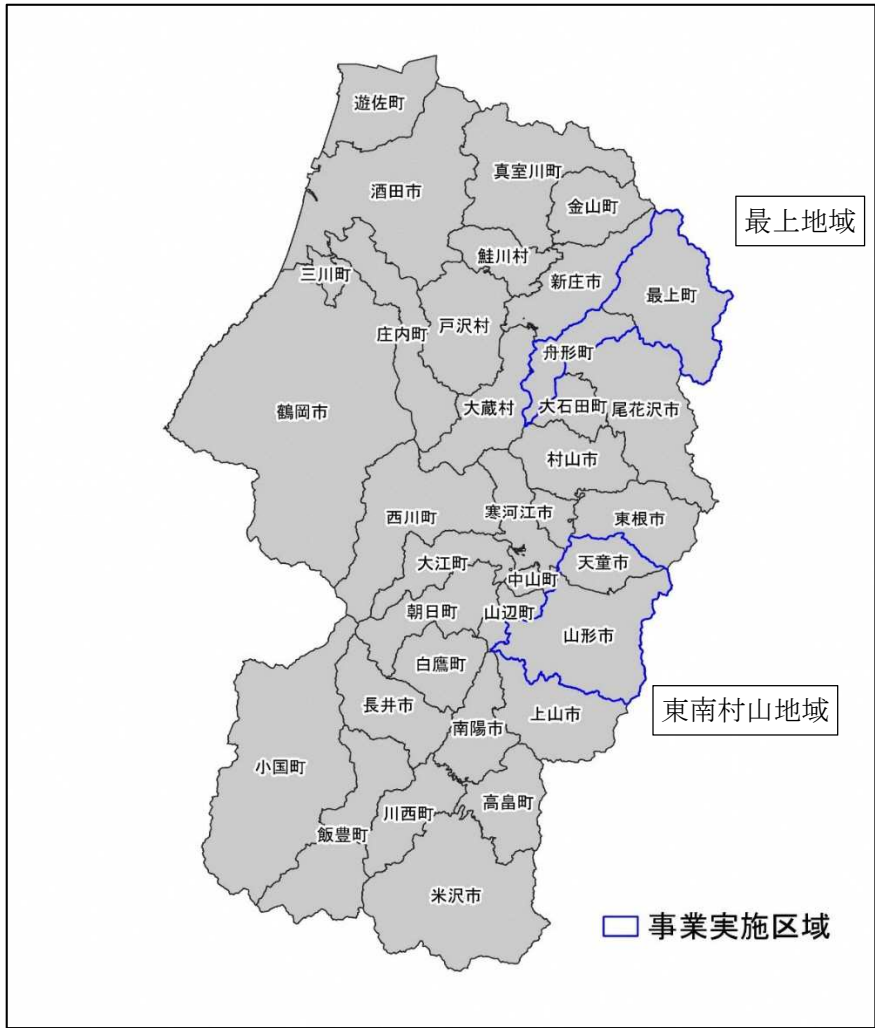 遊佐町
真室川町
酒田市
金山町
最上地域
鮭川村
三川町
新庄市
最上町
戸沢村
庄内町
舟形町
鶴岡市
大蔵村
大石田町
尾花沢市
村山市
西川町
寒河江市
東根市
大江町
天童市
中山町
朝日町
山辺町
山形市
白鷹町
長井市
上山市
東南村山地域
南陽市
小国町
高畠町
川西町
飯豊町
米沢市
事業実施区域